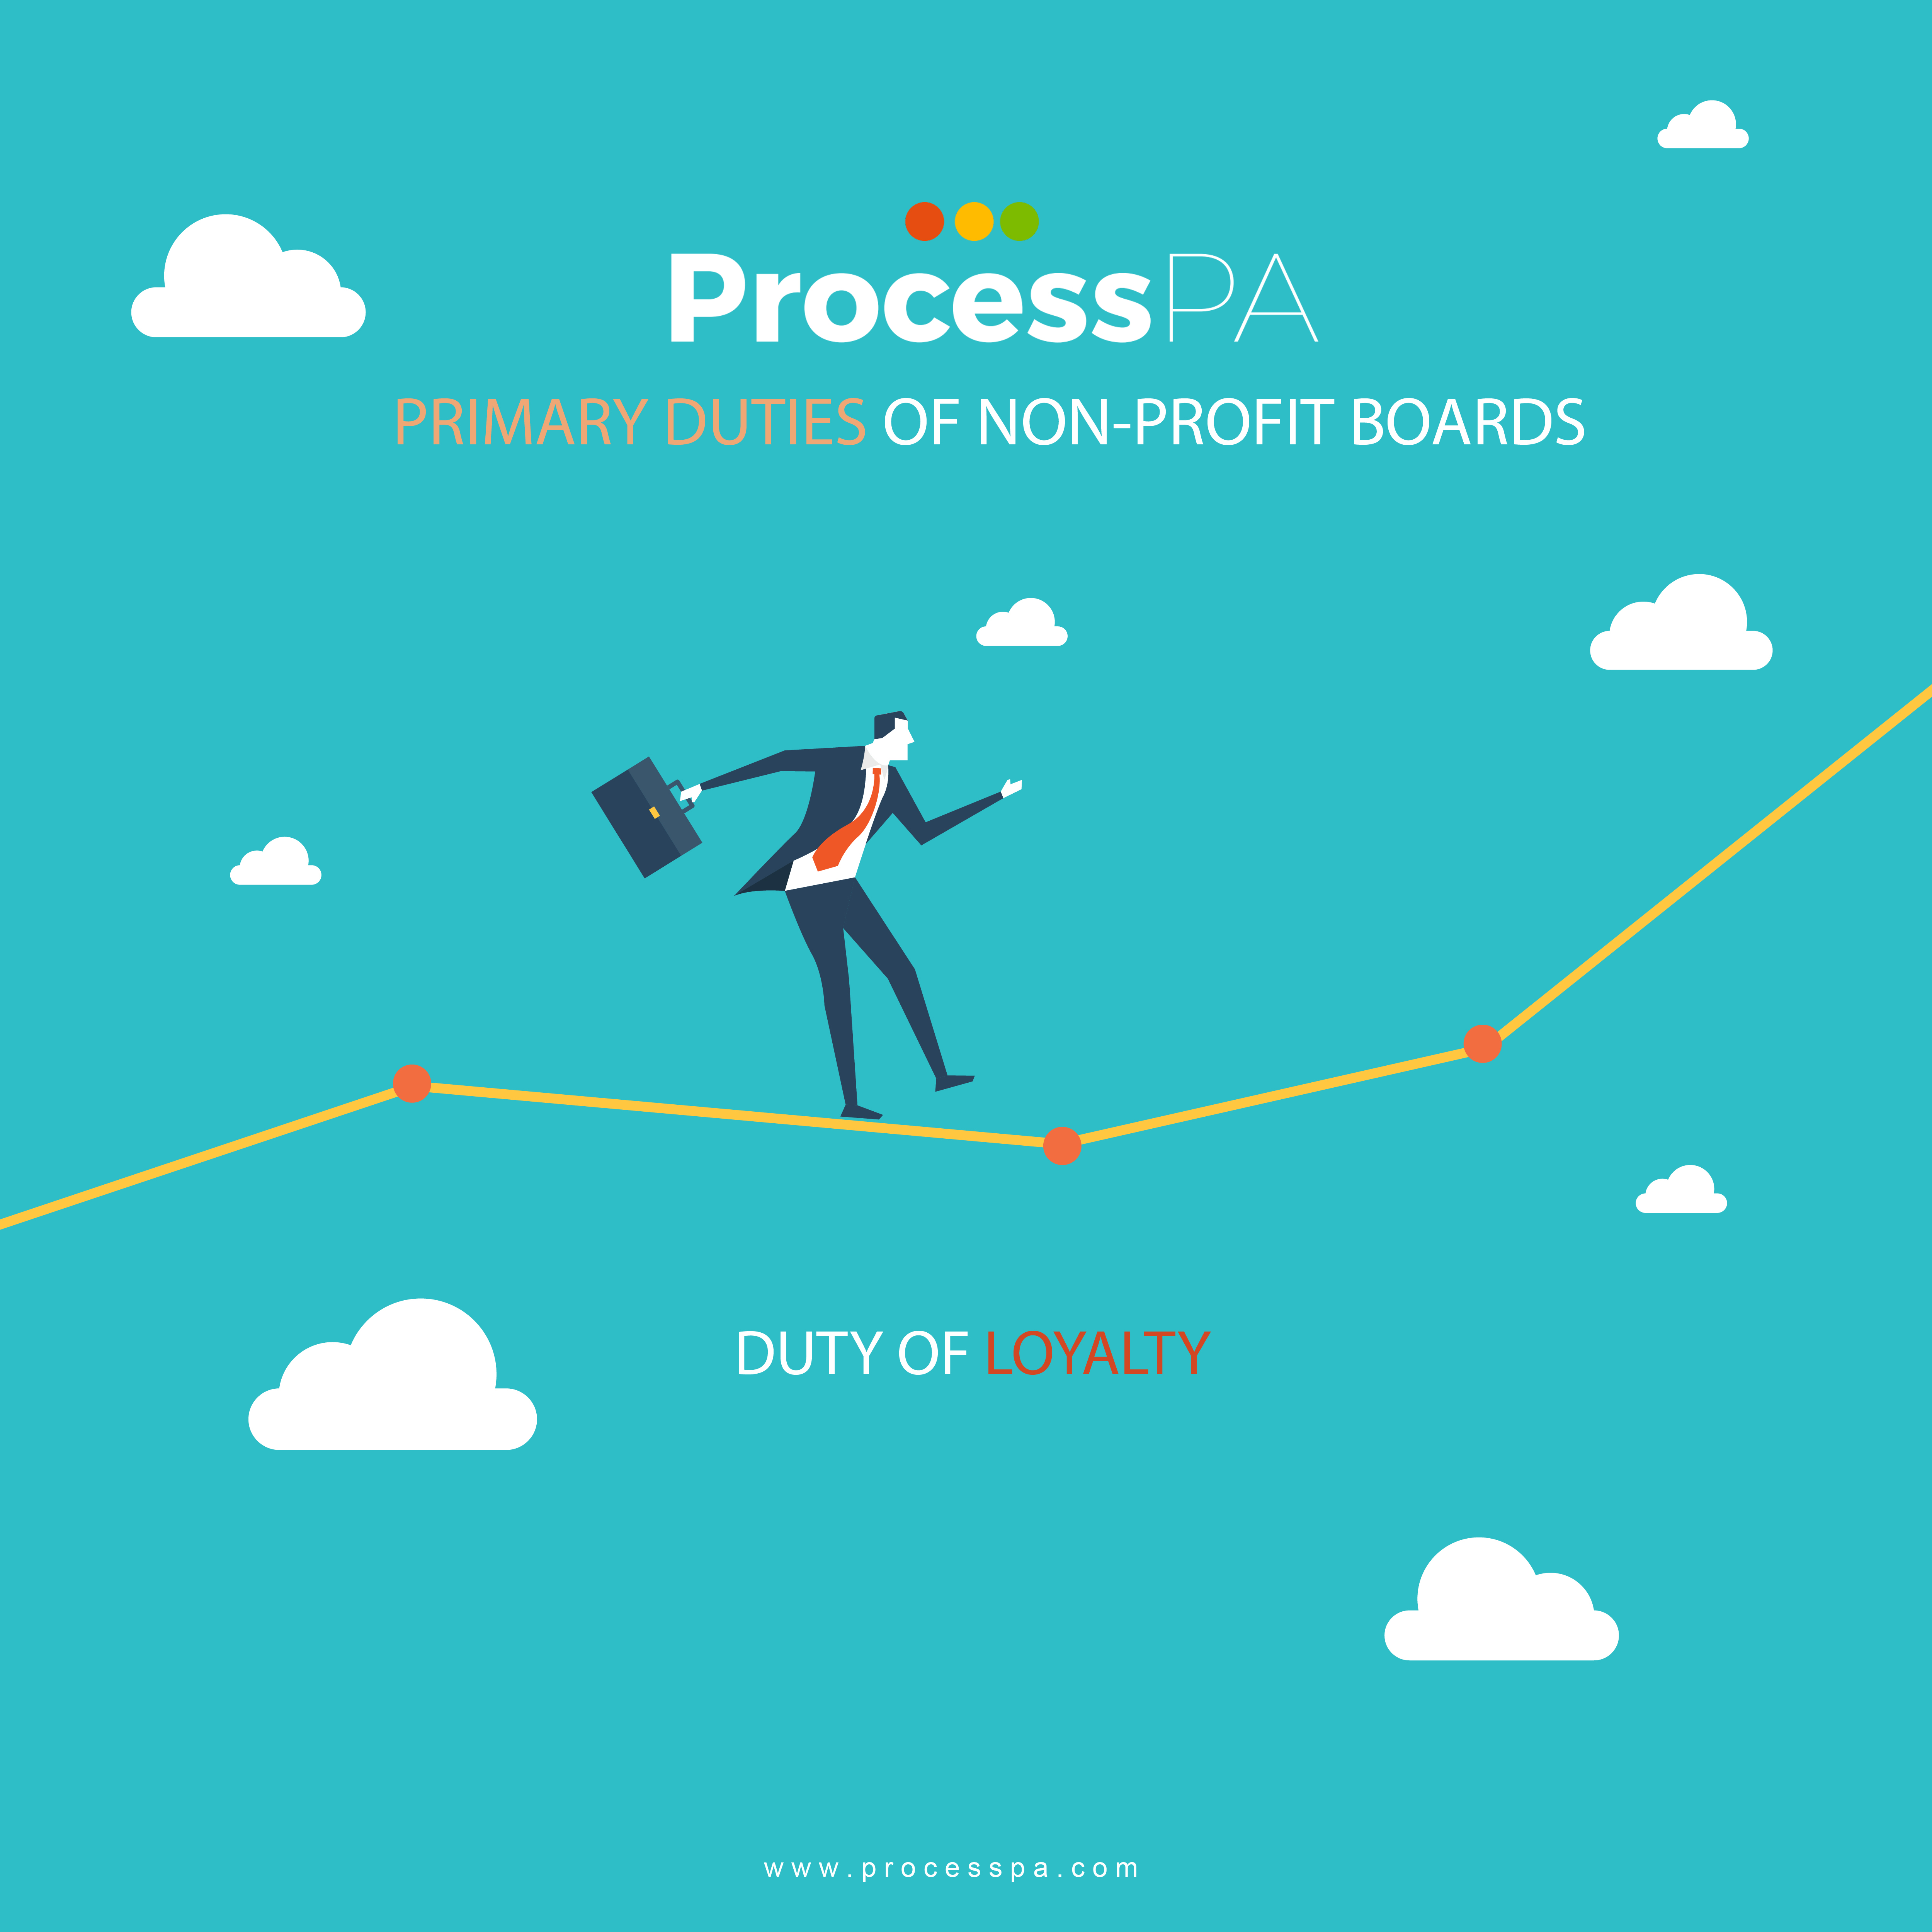 ProcessPA
PRIMARY DUTIES OF NON-PROFIT BOARDS
DUTY OF LOYALTY
www.processpa.com